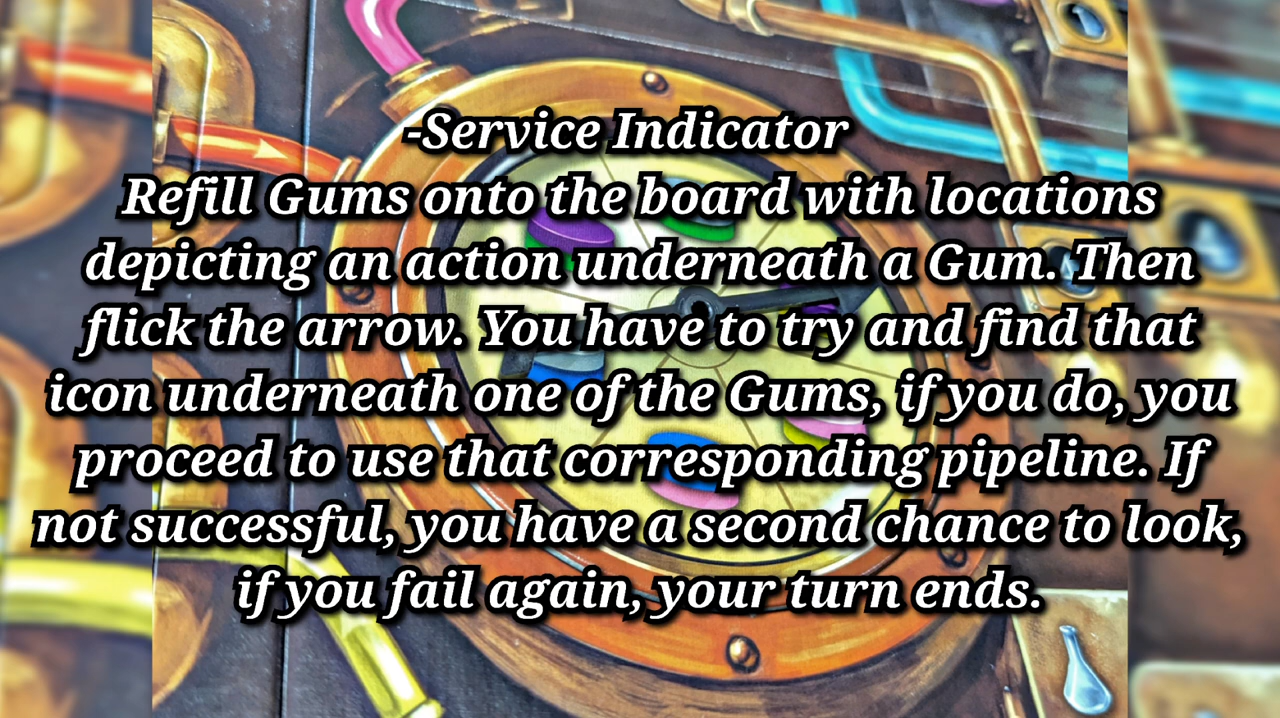 -Service Indicator
Refill Gums onto the board with locations
depicting an action underneath a Gum. Then
flick the arrow. You have to try and find that
icon underneath one of the Gums, if you do, you
proceed to use that corresponding pipeline. If
not successful, you have a second chance to look,
if you fail again, your turn ends.